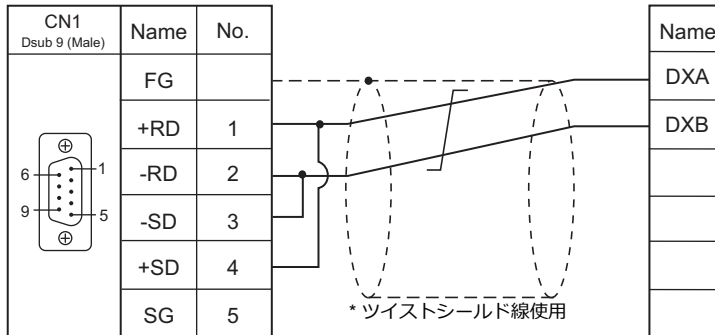 CN1
Dsub 9 (Male)
Name No.
Name
FG
DXA
+RD 1
DXB
-RD 2
6 1
-SD 3
9 5
+SD 4
SG 5
* ツイストシールド線使用